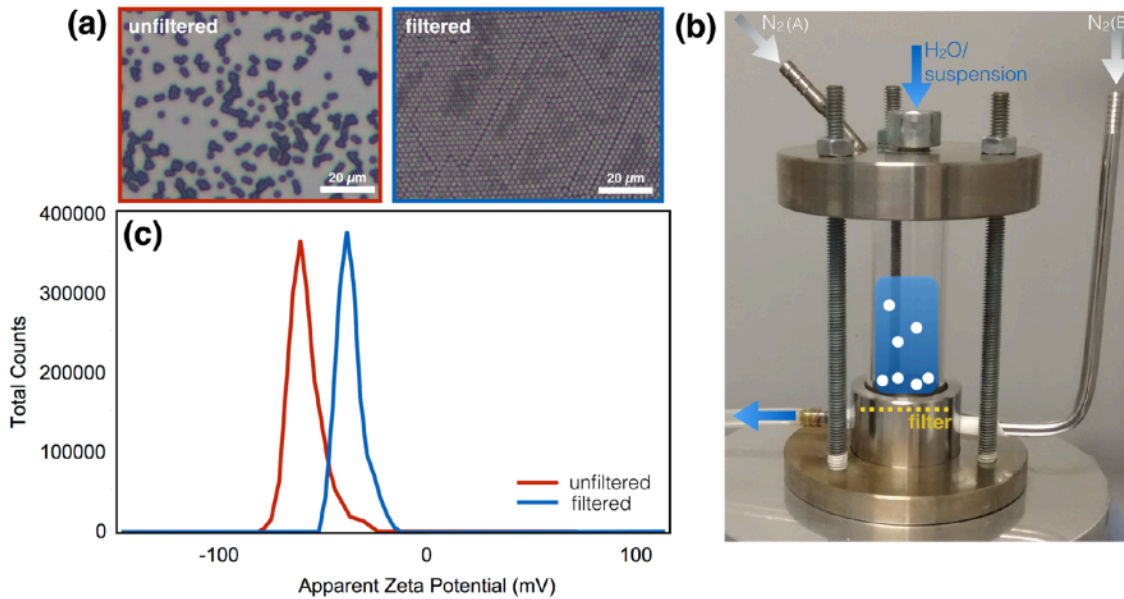 (a)
unfiltered
20 µm
filtered
20 µm
(b)
N₂(A)
H₂O/
suspension
N₂(B
filter
(c)
400000
300000
200000
100000
0
Total Counts
unfiltered
filtered
-100
0
100
Apparent Zeta Potential (mV)